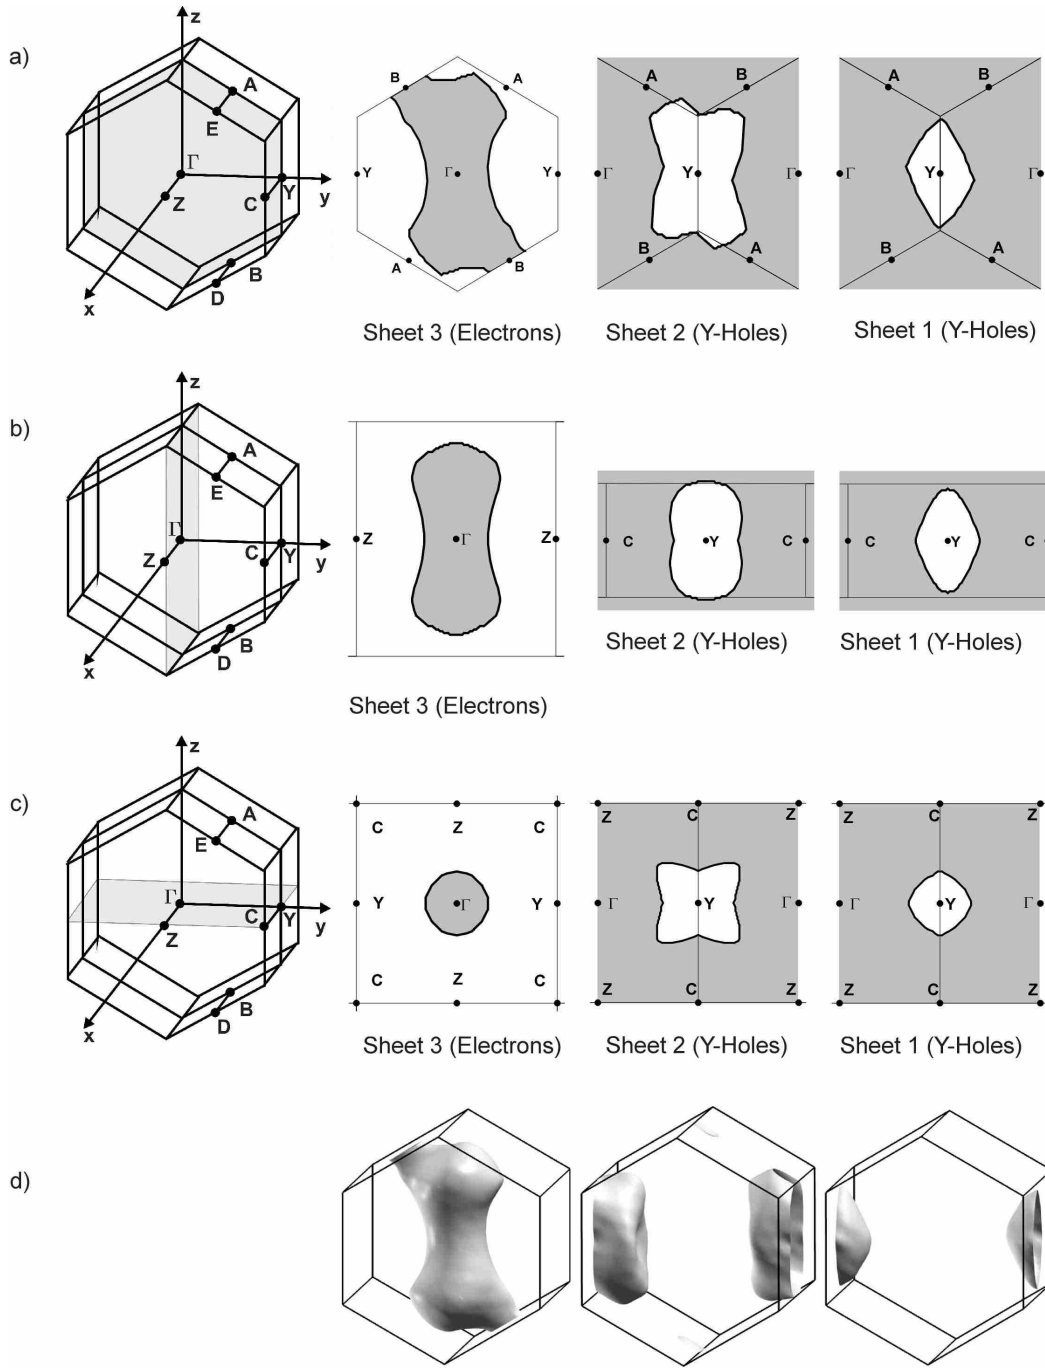 a)
z
A
E
Γ
Z
C
Y
y
B
D
x
B
A
Y
Γ
Y
A
B
Sheet 3 (Electrons)
A
B
Γ
Y
Γ
B
A
Sheet 2 (Y-Holes)
A
B
Y
Γ
B
A
Sheet 1 (Y-Holes)
b)
z
A
E
Γ
Z
C
Y
y
B
D
x
Z
Γ
Z
Sheet 3 (Electrons)
C
Y
C
Sheet 2 (Y-Holes)
C
Y
C
Sheet 1 (Y-Holes)
c)
z
A
E
Γ
Z
C
Y
y
B
D
x
C Z C
Y Γ Y
C Z C
Sheet 3 (Electrons)
Z C Z
Γ Y Γ
Z C Z
Sheet 2 (Y-Holes)
Z C Z
Γ Y Γ
Z C Z
Sheet 1 (Y-Holes)
d)